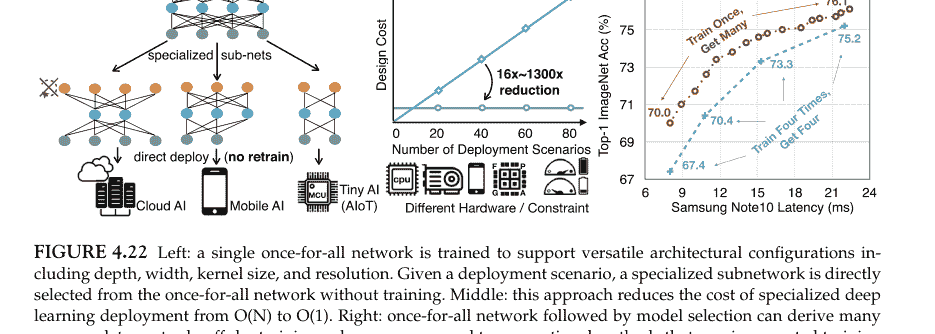 specialized sub-nets
direct deploy (no retrain)
Cloud AI
Mobile AI
MCU
Tiny AI
(AIoT)
Design Cost
16x~1300x
reduction
0 20 40 60 80
Number of Deployment Scenarios
CPU
F P
G A
Different Hardware / Constraint
Top-1 ImageNet Acc (%)
75
73
71
69
67
76.1
Train Once,
Get Many
75.2
73.3
70.0
70.4
Train Four Times,
Get Four
67.4
6 9 12 15 18 21 24
Samsung Note10 Latency (ms)
FIGURE 4.22 Left: a single once-for-all network is trained to support versatile architectural configurations in-
cluding depth, width, kernel size, and resolution. Given a deployment scenario, a specialized subnetwork is directly
selected from the once-for-all network without training. Middle: this approach reduces the cost of specialized deep
learning deployment from O(N) to O(1). Right: once-for-all network followed by model selection can derive many